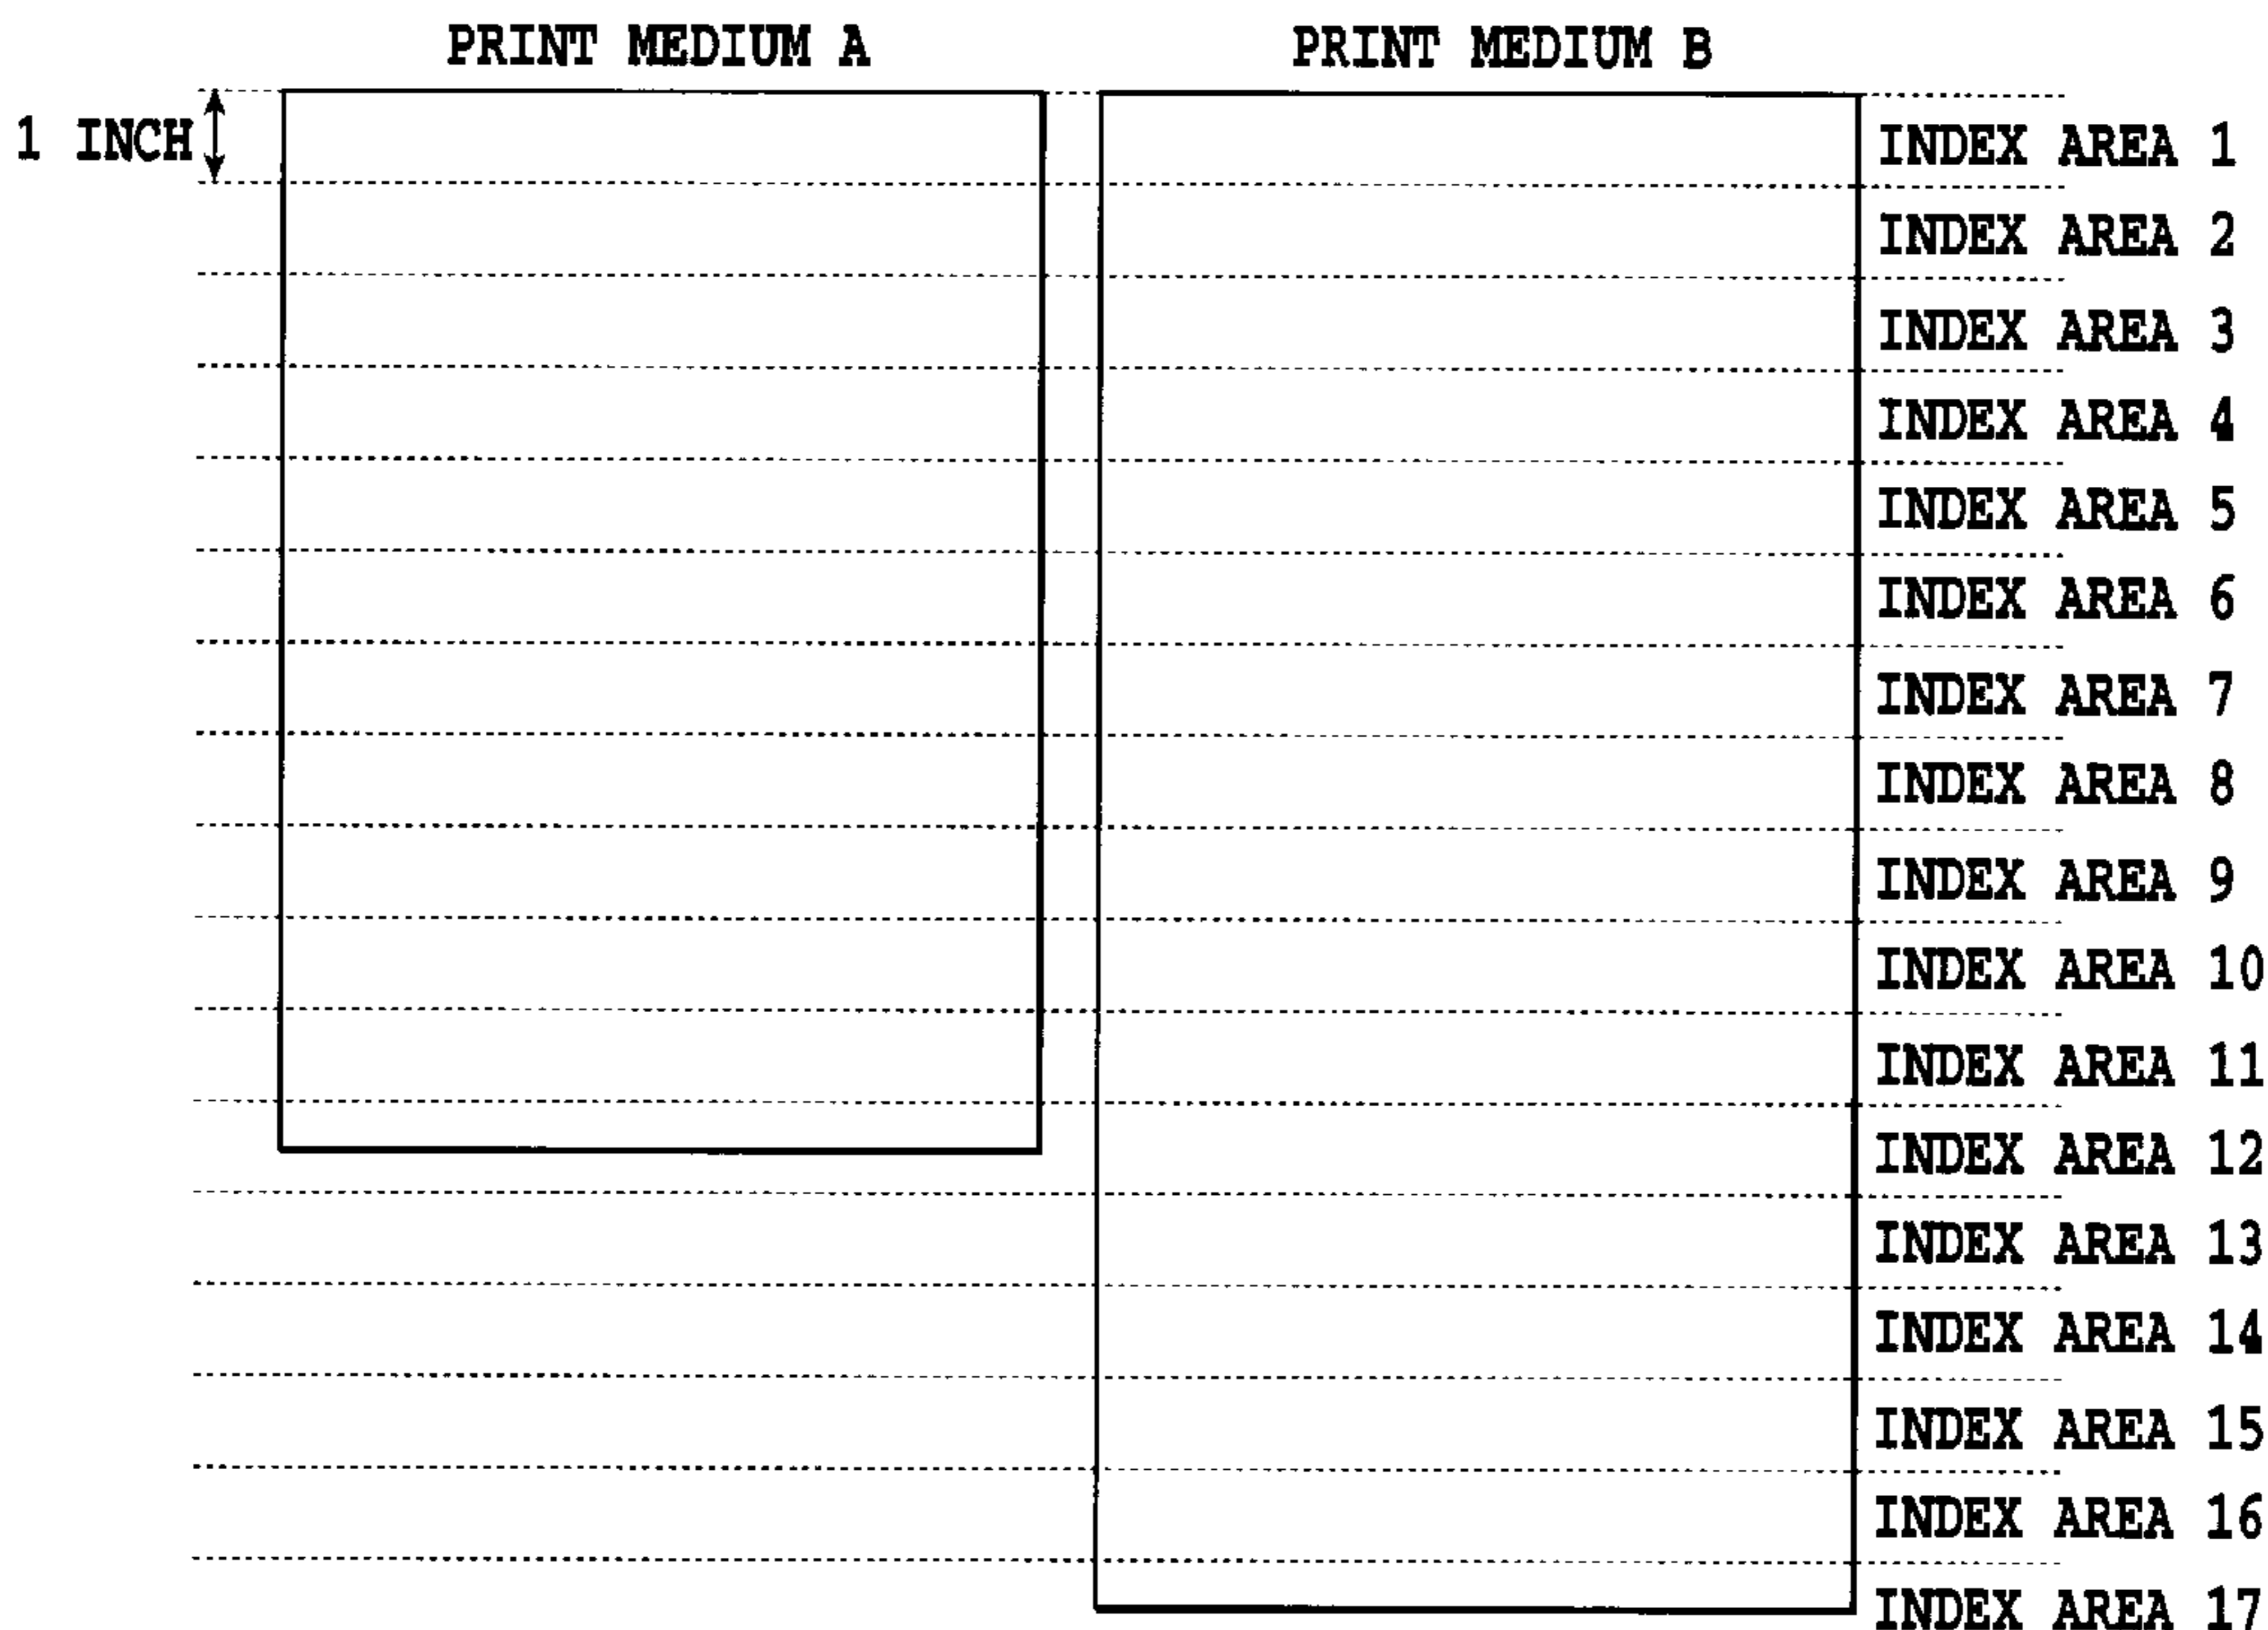 PRINT MEDIUM A
PRINT MEDIUM B
1 INCH
INDEX AREA 1
INDEX AREA 2
INDEX AREA 3
INDEX AREA 4
INDEX AREA 5
INDEX AREA 6
INDEX AREA 7
INDEX AREA 8
INDEX AREA 9
INDEX AREA 10
INDEX AREA 11
INDEX AREA 12
INDEX AREA 13
INDEX AREA 14
INDEX AREA 15
INDEX AREA 16
INDEX AREA 17